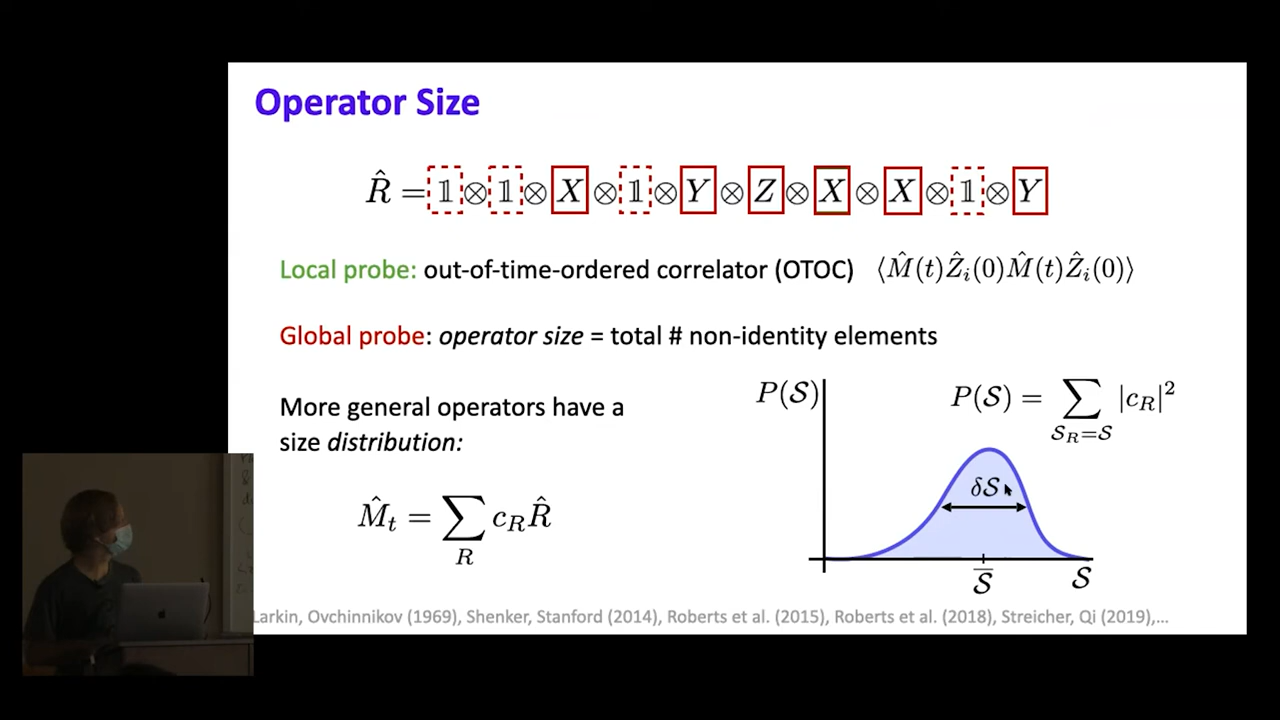 Operator Size
R̂ = 𝟙 ⊗ 𝟙 ⊗ X ⊗ 𝟙 ⊗ Y ⊗ Z ⊗ X ⊗ X ⊗ 𝟙 ⊗ Y
Local probe: out-of-time-ordered correlator (OTOC) ⟨M̂(t)Ẑᵢ(0)M̂(t)Ẑᵢ(0)⟩
Global probe: operator size = total # non-identity elements
More general operators have a
size distribution:
M̂_t = ∑_R c_R R̂
P(𝒮)
P(𝒮) = ∑_{𝒮_R=𝒮} |c_R|²
δ𝒮
𝒮̅
𝒮
Larkin, Ovchinnikov (1969), Shenker, Stanford (2014), Roberts et al. (2015), Roberts et al. (2018), Streicher, Qi (2019),...